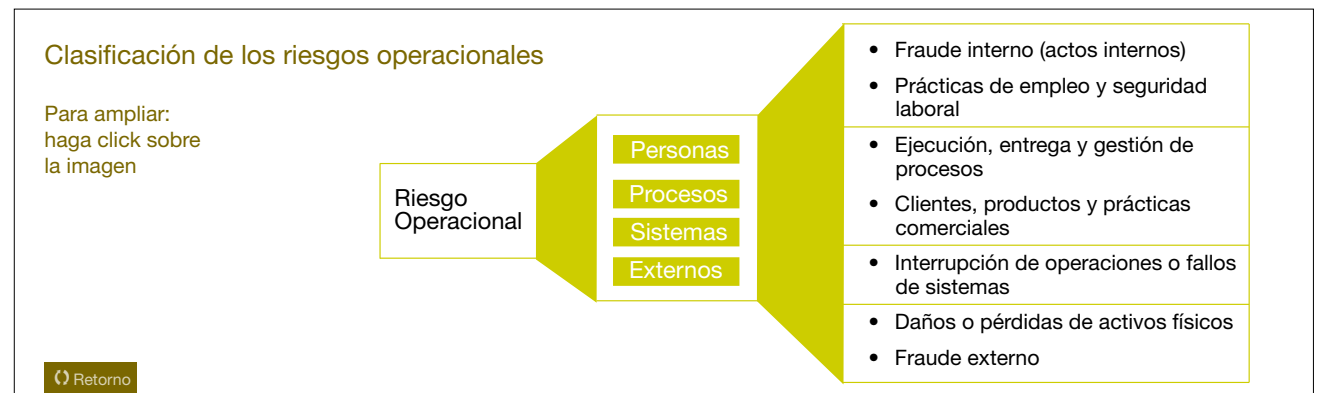 Clasificación de los riesgos operacionales
Para ampliar:
haga click sobre
la imagen
Riesgo
Operacional
Personas
Procesos
Sistemas
Externos
• Fraude interno (actos internos)
• Prácticas de empleo y seguridad
laboral
• Ejecución, entrega y gestión de
procesos
• Clientes, productos y prácticas
comerciales
• Interrupción de operaciones o fallos
de sistemas
• Daños o pérdidas de activos físicos
• Fraude externo
Retorno